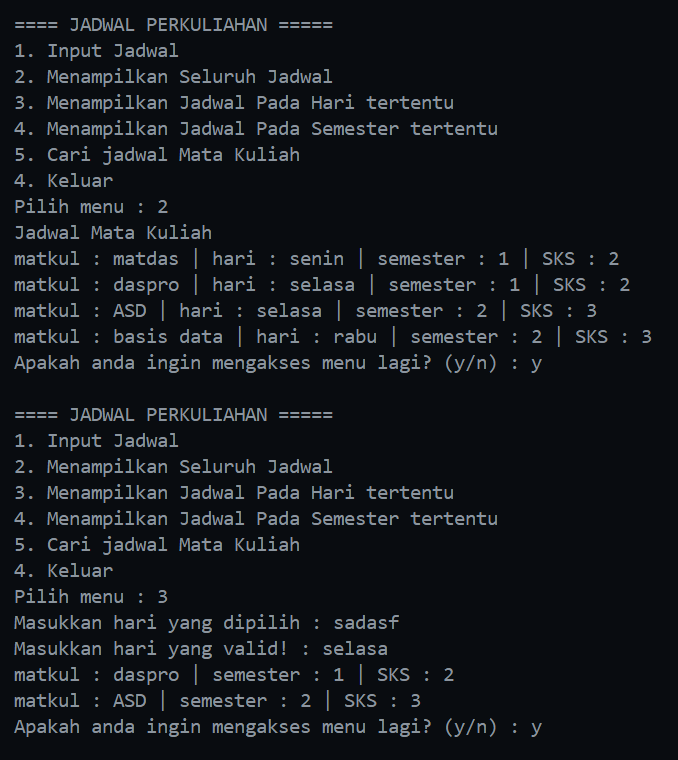 ==== JADWAL PERKULIAHAN =====
1. Input Jadwal
2. Menampilkan Seluruh Jadwal
3. Menampilkan Jadwal Pada Hari tertentu
4. Menampilkan Jadwal Pada Semester tertentu
5. Cari jadwal Mata Kuliah
4. Keluar
Pilih menu : 2
Jadwal Mata Kuliah
matkul : matdas | hari : senin | semester : 1 | SKS : 2
matkul : daspro | hari : selasa | semester : 1 | SKS : 2
matkul : ASD | hari : selasa | semester : 2 | SKS : 3
matkul : basis data | hari : rabu | semester : 2 | SKS : 3
Apakah anda ingin mengakses menu lagi? (y/n) : y
==== JADWAL PERKULIAHAN =====
1. Input Jadwal
2. Menampilkan Seluruh Jadwal
3. Menampilkan Jadwal Pada Hari tertentu
4. Menampilkan Jadwal Pada Semester tertentu
5. Cari jadwal Mata Kuliah
4. Keluar
Pilih menu : 3
Masukkan hari yang dipilih : sadasf
Masukkan hari yang valid! : selasa
matkul : daspro | semester : 1 | SKS : 2
matkul : ASD | semester : 2 | SKS : 3
Apakah anda ingin mengakses menu lagi? (y/n) : y